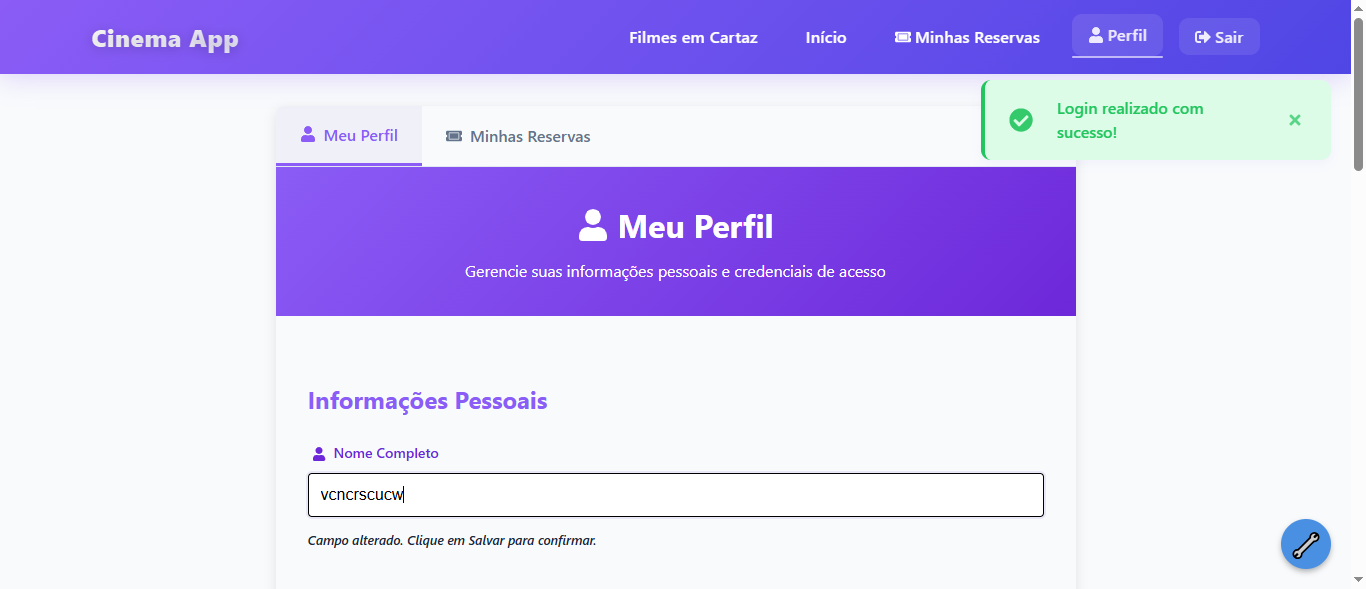 Cinema App
Filmes em Cartaz
Início
Minhas Reservas
Perfil
Sair
Login realizado com
sucesso!
Meu Perfil
Minhas Reservas
Meu Perfil
Gerencie suas informações pessoais e credenciais de acesso
Informações Pessoais
Nome Completo
vcncrscucw
Campo alterado. Clique em Salvar para confirmar.